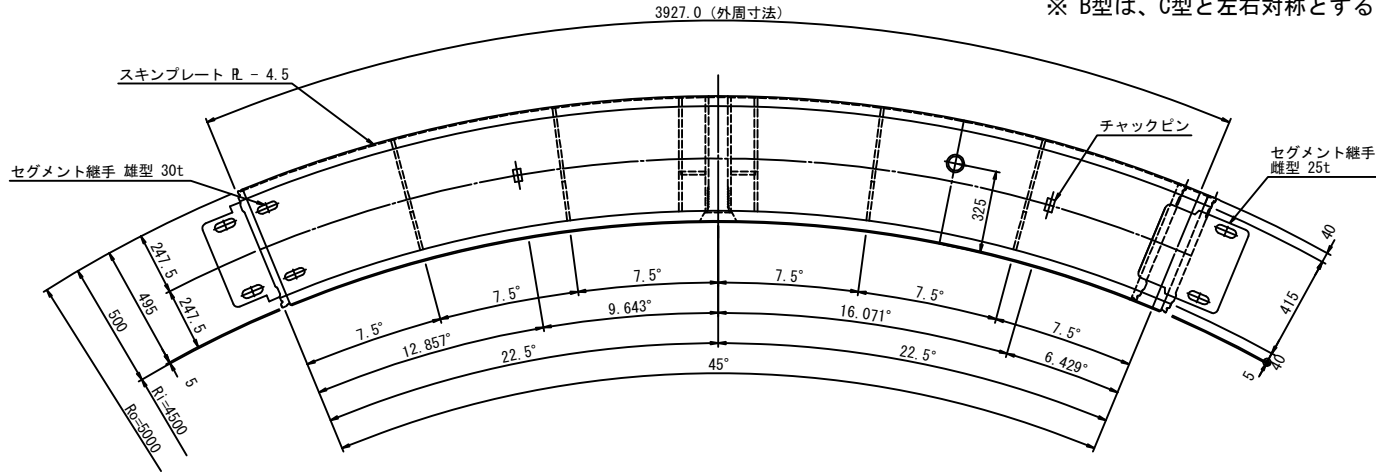 ※ B型は、C型と左右対称とする
3927.0 (外周寸法)
スキンプレート PL - 4.5
チャックピン
セグメント継手 雄型 30t
セグメント継手
雌型 25t
325
40
415
40
5
247.5
247.5
495
500
5
Ri=4500
Ro=5000
7.5°
7.5°
7.5°
7.5°
7.5°
7.5°
9.643°
16.071°
12.857°
6.429°
22.5°
22.5°
45°